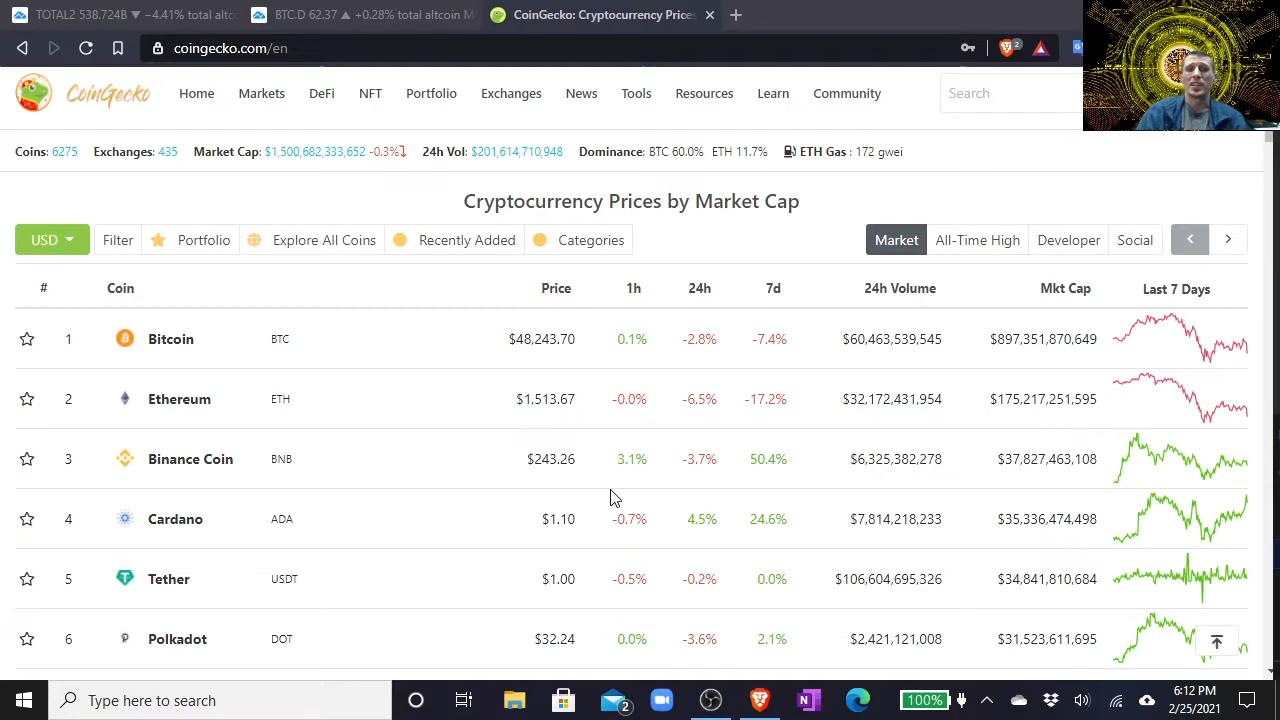 TOTAL2 538.724B ▼ −4.41% total altco
BTC.D 62.37 ▲ +0.28% total altcoin M
CoinGecko: Cryptocurrency Prices
coingecko.com/en
2
CoinGecko
Home Markets DeFi NFT Portfolio Exchanges News Tools Resources Learn Community
Search
Coins: 6275 Exchanges: 435 Market Cap: $1,500,682,333,652 -0.3% 24h Vol: $201,614,710,948 Dominance: BTC 60.0% ETH 11.7% ETH Gas : 172 gwei
Cryptocurrency Prices by Market Cap
USD Filter Portfolio Explore All Coins Recently Added Categories Market All-Time High Developer Social
# Coin Price 1h 24h 7d 24h Volume Mkt Cap Last 7 Days
1 Bitcoin BTC $48,243.70 0.1% -2.8% -7.4% $60,463,539,545 $897,351,870,649
2 Ethereum ETH $1,513.67 -0.0% -6.5% -17.2% $32,172,431,954 $175,217,251,595
3 Binance Coin BNB $243.26 3.1% -3.7% 50.4% $6,325,382,278 $37,827,463,108
4 Cardano ADA $1.10 -0.7% 4.5% 24.6% $7,814,218,233 $35,336,474,498
5 Tether USDT $1.00 -0.5% -0.2% 0.0% $106,604,695,326 $34,841,810,684
6 Polkadot DOT $32.24 0.0% -3.6% 2.1% $2,421,121,008 $31,523,611,695
Type here to search
2
100%
6:12 PM
2/25/2021